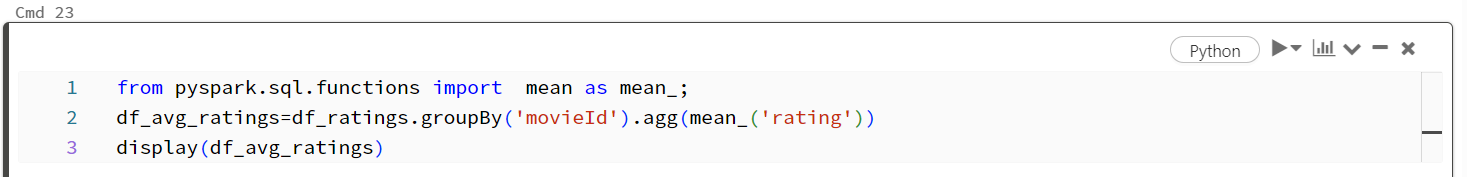 Cmd 23
Python
1 from pyspark.sql.functions import  mean as mean_;
2 df_avg_ratings=df_ratings.groupBy('movieId').agg(mean_('rating'))
3 display(df_avg_ratings)